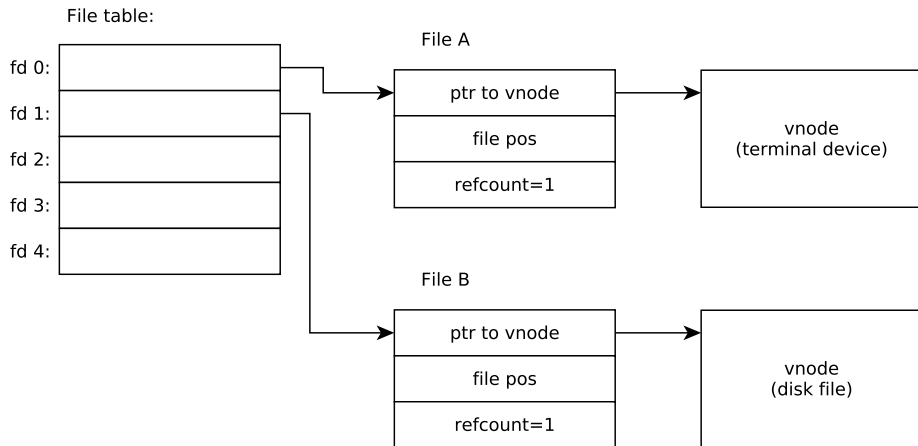 File table:
fd 0:
fd 1:
fd 2:
fd 3:
fd 4:
File A
ptr to vnode
file pos
refcount=1
vnode
(terminal device)
File B
ptr to vnode
file pos
refcount=1
vnode
(disk file)